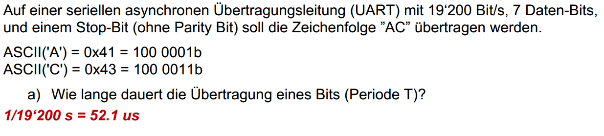 Auf einer seriellen asynchronen Übertragungsleitung (UART) mit 19‘200 Bit/s, 7 Daten-Bits,
und einem Stop-Bit (ohne Parity Bit) soll die Zeichenfolge ”AC” übertragen werden.
ASCII('A') = 0x41 = 100 0001b
ASCII('C') = 0x43 = 100 0011b
a) Wie lange dauert die Übertragung eines Bits (Periode T)?
1/19‘200 s = 52.1 us